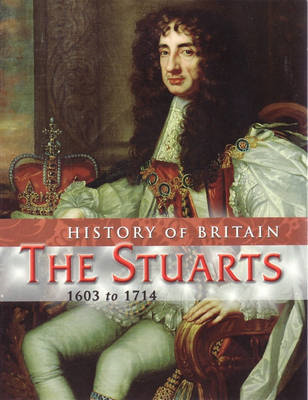 HISTORY OF BRITAIN
THE STUARTS
1603 to 1714